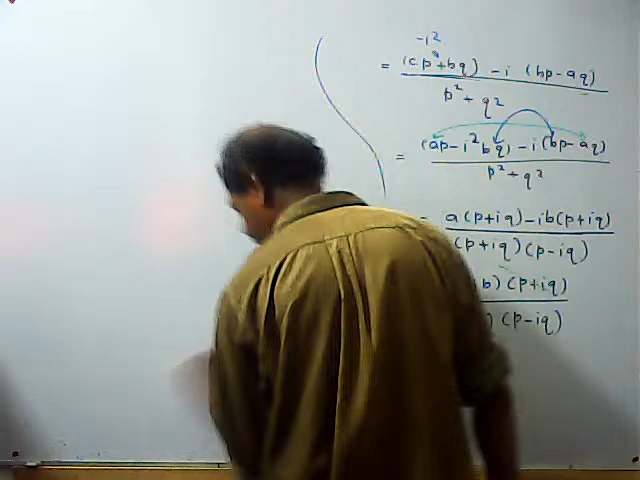 -i²
= (ap+bq) - i (bp-aq)
p² + q²
= (ap-i²bq) - i(bp-aq)
p² + q²
= a(p+iq)-ib(p+iq)
(p+iq)(p-iq)
b)(p+iq)
)(p-iq)